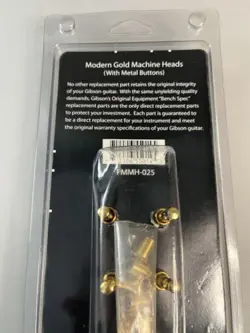 Modern Gold Machine Heads
(With Metal Buttons)
No other replacement part retains the original integrity
of your Gibson guitar. With the same unyielding quality
demands, Gibson's Original Equipment "Bench Spec"
replacement parts are the only direct replacement parts
to protect your investment. Each part is guaranteed to
be a direct replacement for your instrument and meet
the original warranty specifications of your Gibson guitar.
PMMH-025